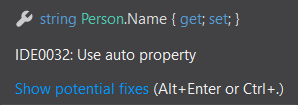 string Person.Name { get; set; }
IDE0032: Use auto property
Show potential fixes (Alt+Enter or Ctrl+.)